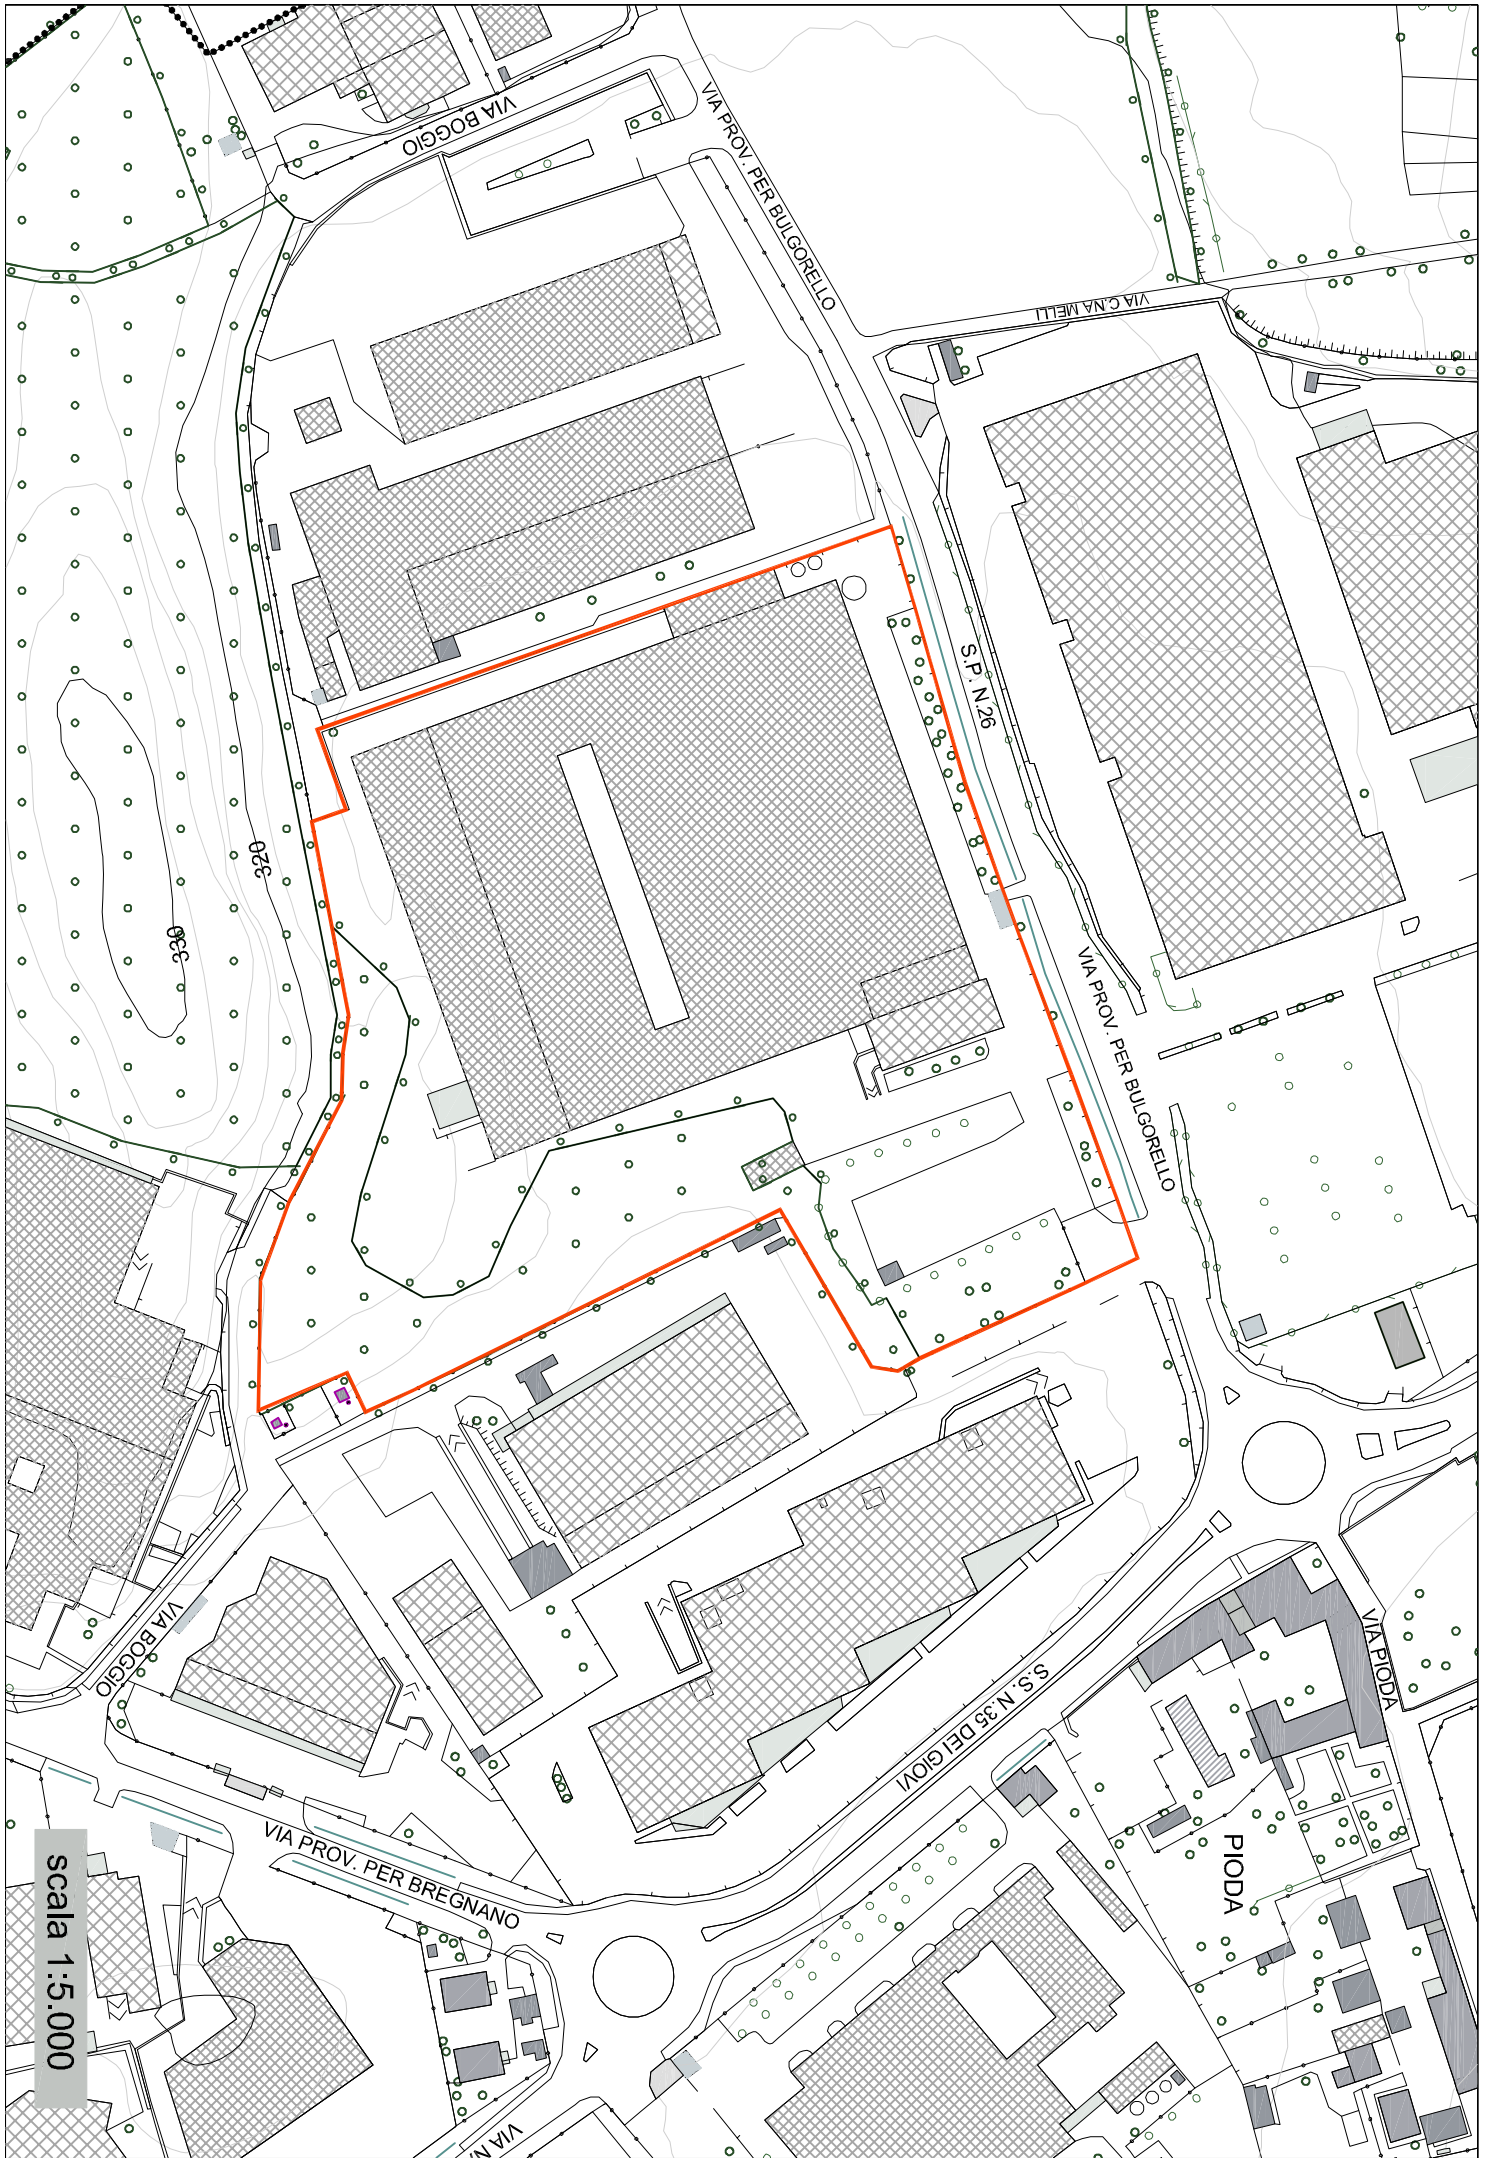 VIA BOGGIO
VIA PROV. PER BULGORELLO
VIA C.NA MELLI
S.P. N.26
320
330
VIA PROV. PER BULGORELLO
VIA BOGGIO
S.S. N.35 DEI GIOVI
VIA PIODA
PIODA
VIA PROV. PER BREGNANO
scala 1:5.000
VIA